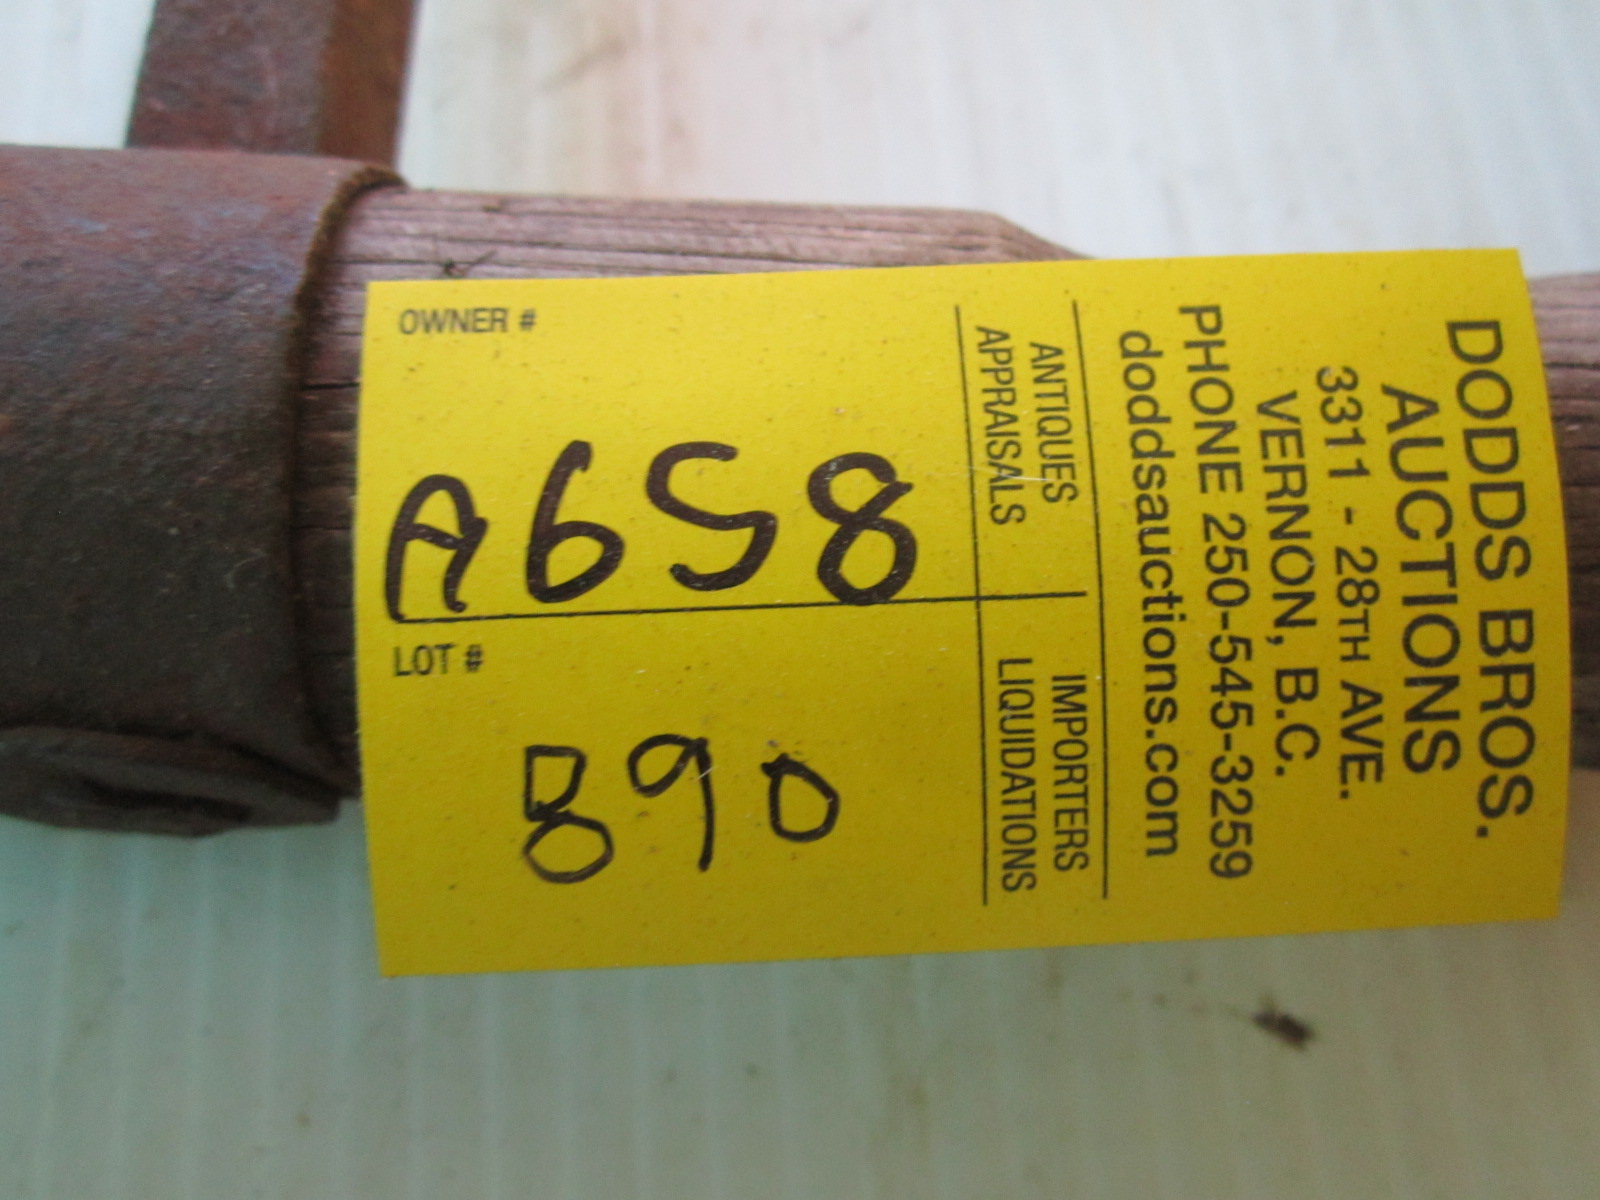 DODDS BROS.
AUCTIONS
3311 - 28TH AVE.
VERNON, B.C.
PHONE 250-545-3259
doddsauctions.com
ANTIQUES
APPRAISALS
IMPORTERS
LIQUIDATIONS
OWNER #
A658
LOT #
890